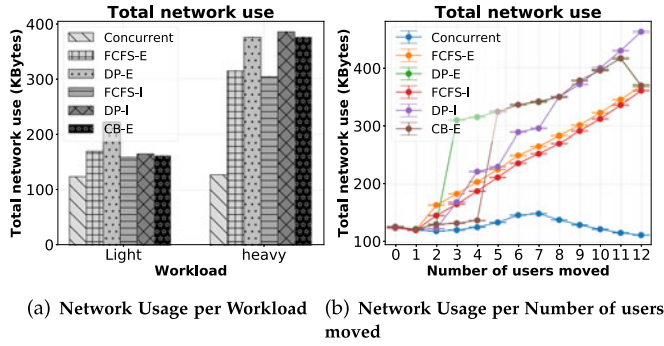 Total network use
Total network use (KBytes)
400
300
200
100
0
Concurrent
FCFS-E
DP-E
FCFS-I
DP-I
CB-E
Light
heavy
Workload
(a) Network Usage per Workload
Total network use
Total network use (KBytes)
400
300
200
100
Concurrent
FCFS-E
DP-E
FCFS-I
DP-I
CB-E
0 1 2 3 4 5 6 7 8 9 10 11 12
Number of users moved
(b) Network Usage per Number of users
moved